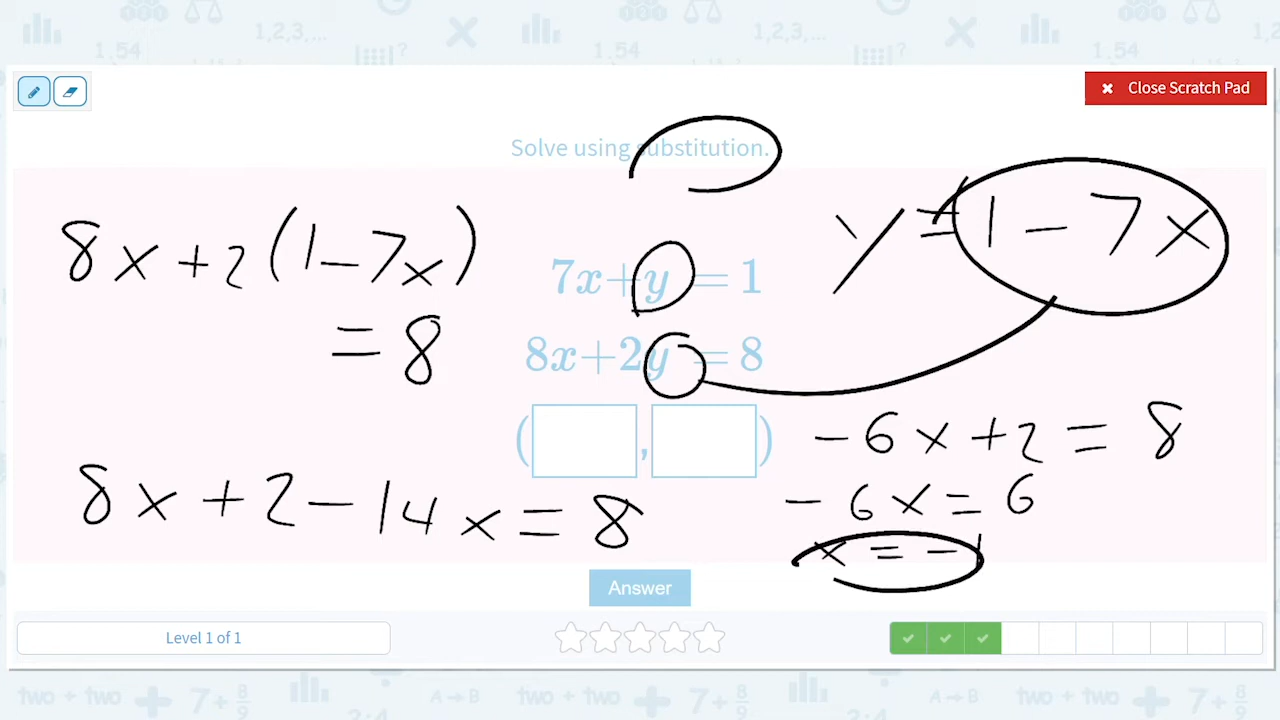 Close Scratch Pad
Solve using substitution.
y = 1 - 7x
8x + 2 (1 - 7x)
= 8
7x+y = 1
8x+2y = 8
( , )
- 6x + 2 = 8
8x + 2 - 14x = 8
- 6x = 6
x = -1
Answer
Level 1 of 1